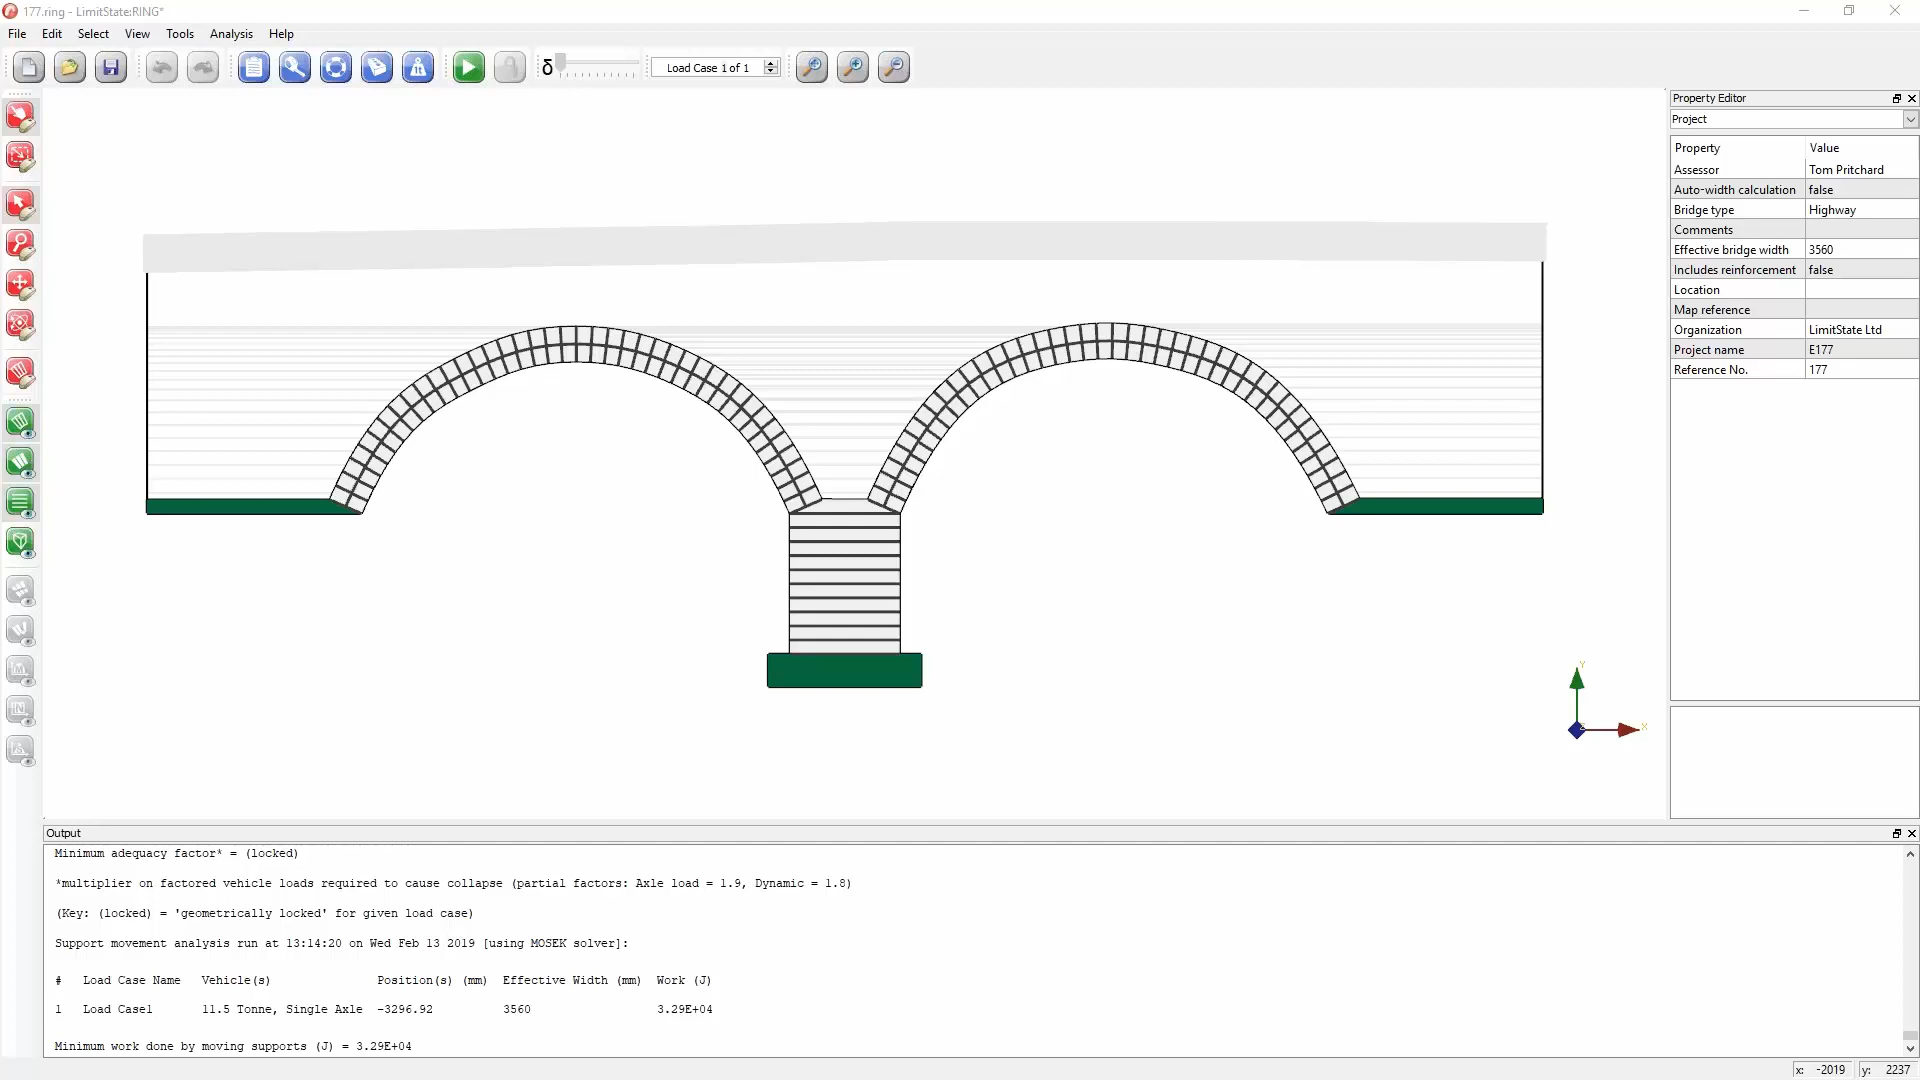 177.ring - LimitState:RING*
File Edit Select View Tools Analysis Help
δ Load Case 1 of 1
Property Editor
Project
Property Value
Assessor Tom Pritchard
Auto-width calculation false
Bridge type Highway
Comments
Effective bridge width 3560
Includes reinforcement false
Location
Map reference
Organization LimitState Ltd
Project name E177
Reference No. 177
Y
X
Output
Minimum adequacy factor* = (locked)
*multiplier on factored vehicle loads required to cause collapse (partial factors: Axle load = 1.9, Dynamic = 1.8)
(Key: (locked) = 'geometrically locked' for given load case)
Support movement analysis run at 13:14:20 on Wed Feb 13 2019 [using MOSEK solver]:
# Load Case Name Vehicle(s) Position(s) (mm) Effective Width (mm) Work (J)
1 Load Case1 11.5 Tonne, Single Axle -3296.92 3560 3.29E+04
Minimum work done by moving supports (J) = 3.29E+04
x: -2019 y: 2237